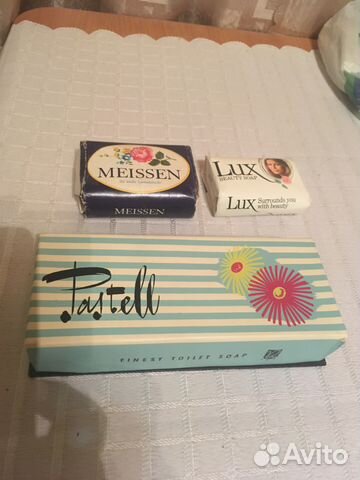 MEISSEN
MEISSEN
LUX
BEAUTY SOAP
Lux Surrounds you
with beauty
Pastell
FINEST TOILET SOAP
Avito